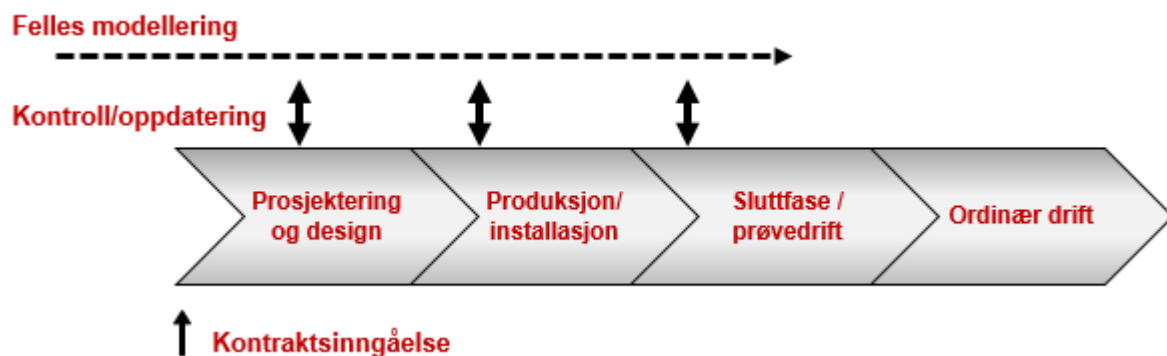 Felles modellering
Kontroll/oppdatering
Prosjektering
og design
Produksjon/
installasjon
Sluttfase /
prøvedrift
Ordinær drift
Kontraktsinngåelse